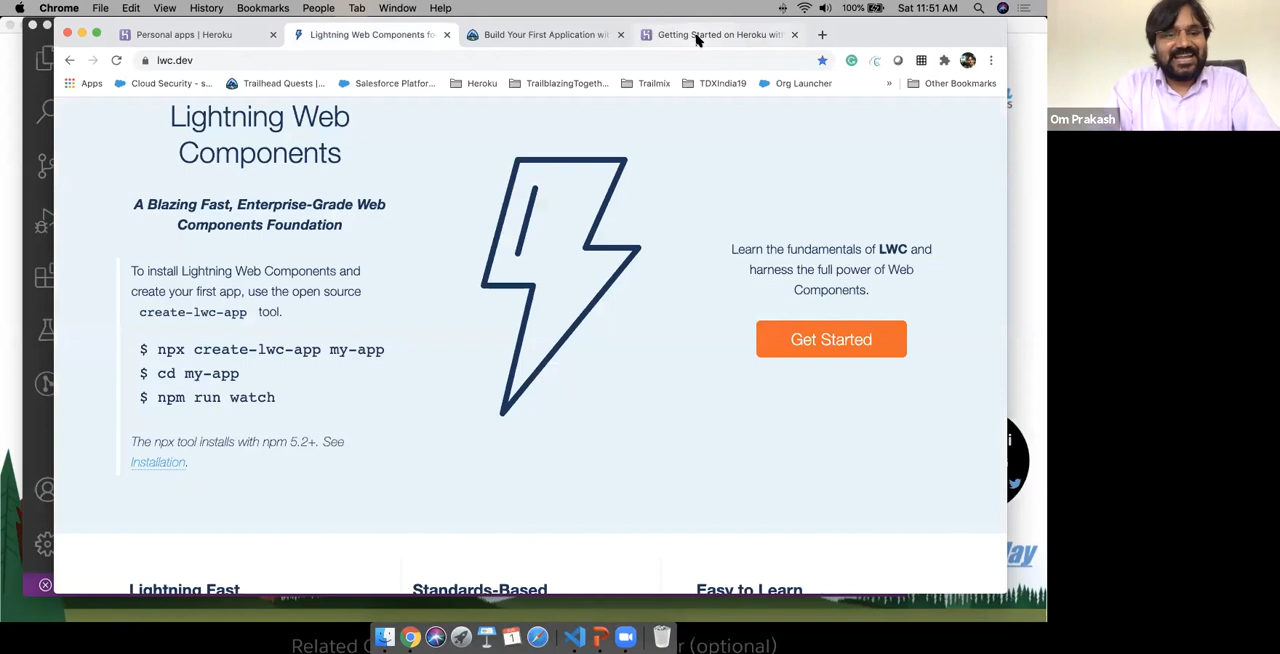 Chrome File Edit View History Bookmarks People Tab Window Help
100% Sat 11:51 AM
Personal apps | Heroku
Lightning Web Components fo
Build Your First Application wi
Getting Started on Heroku with
lwc.dev
Apps
Cloud Security - s...
Trailhead Quests |...
Salesforce Platfor...
Heroku
TrailblazingTogeth...
Trailmix
TDXIndia19
Org Launcher
»
Other Bookmarks
Om Prakash
Lightning Web
Components
A Blazing Fast, Enterprise-Grade Web
Components Foundation
To install Lightning Web Components and
create your first app, use the open source
create-lwc-app tool.
$ npx create-lwc-app my-app
$ cd my-app
$ npm run watch
The npx tool installs with npm 5.2+. See
Installation.
Learn the fundamentals of LWC and
harness the full power of Web
Components.
Get Started
Lightning Fast
Standards-Based
Easy to Learn
(optional)